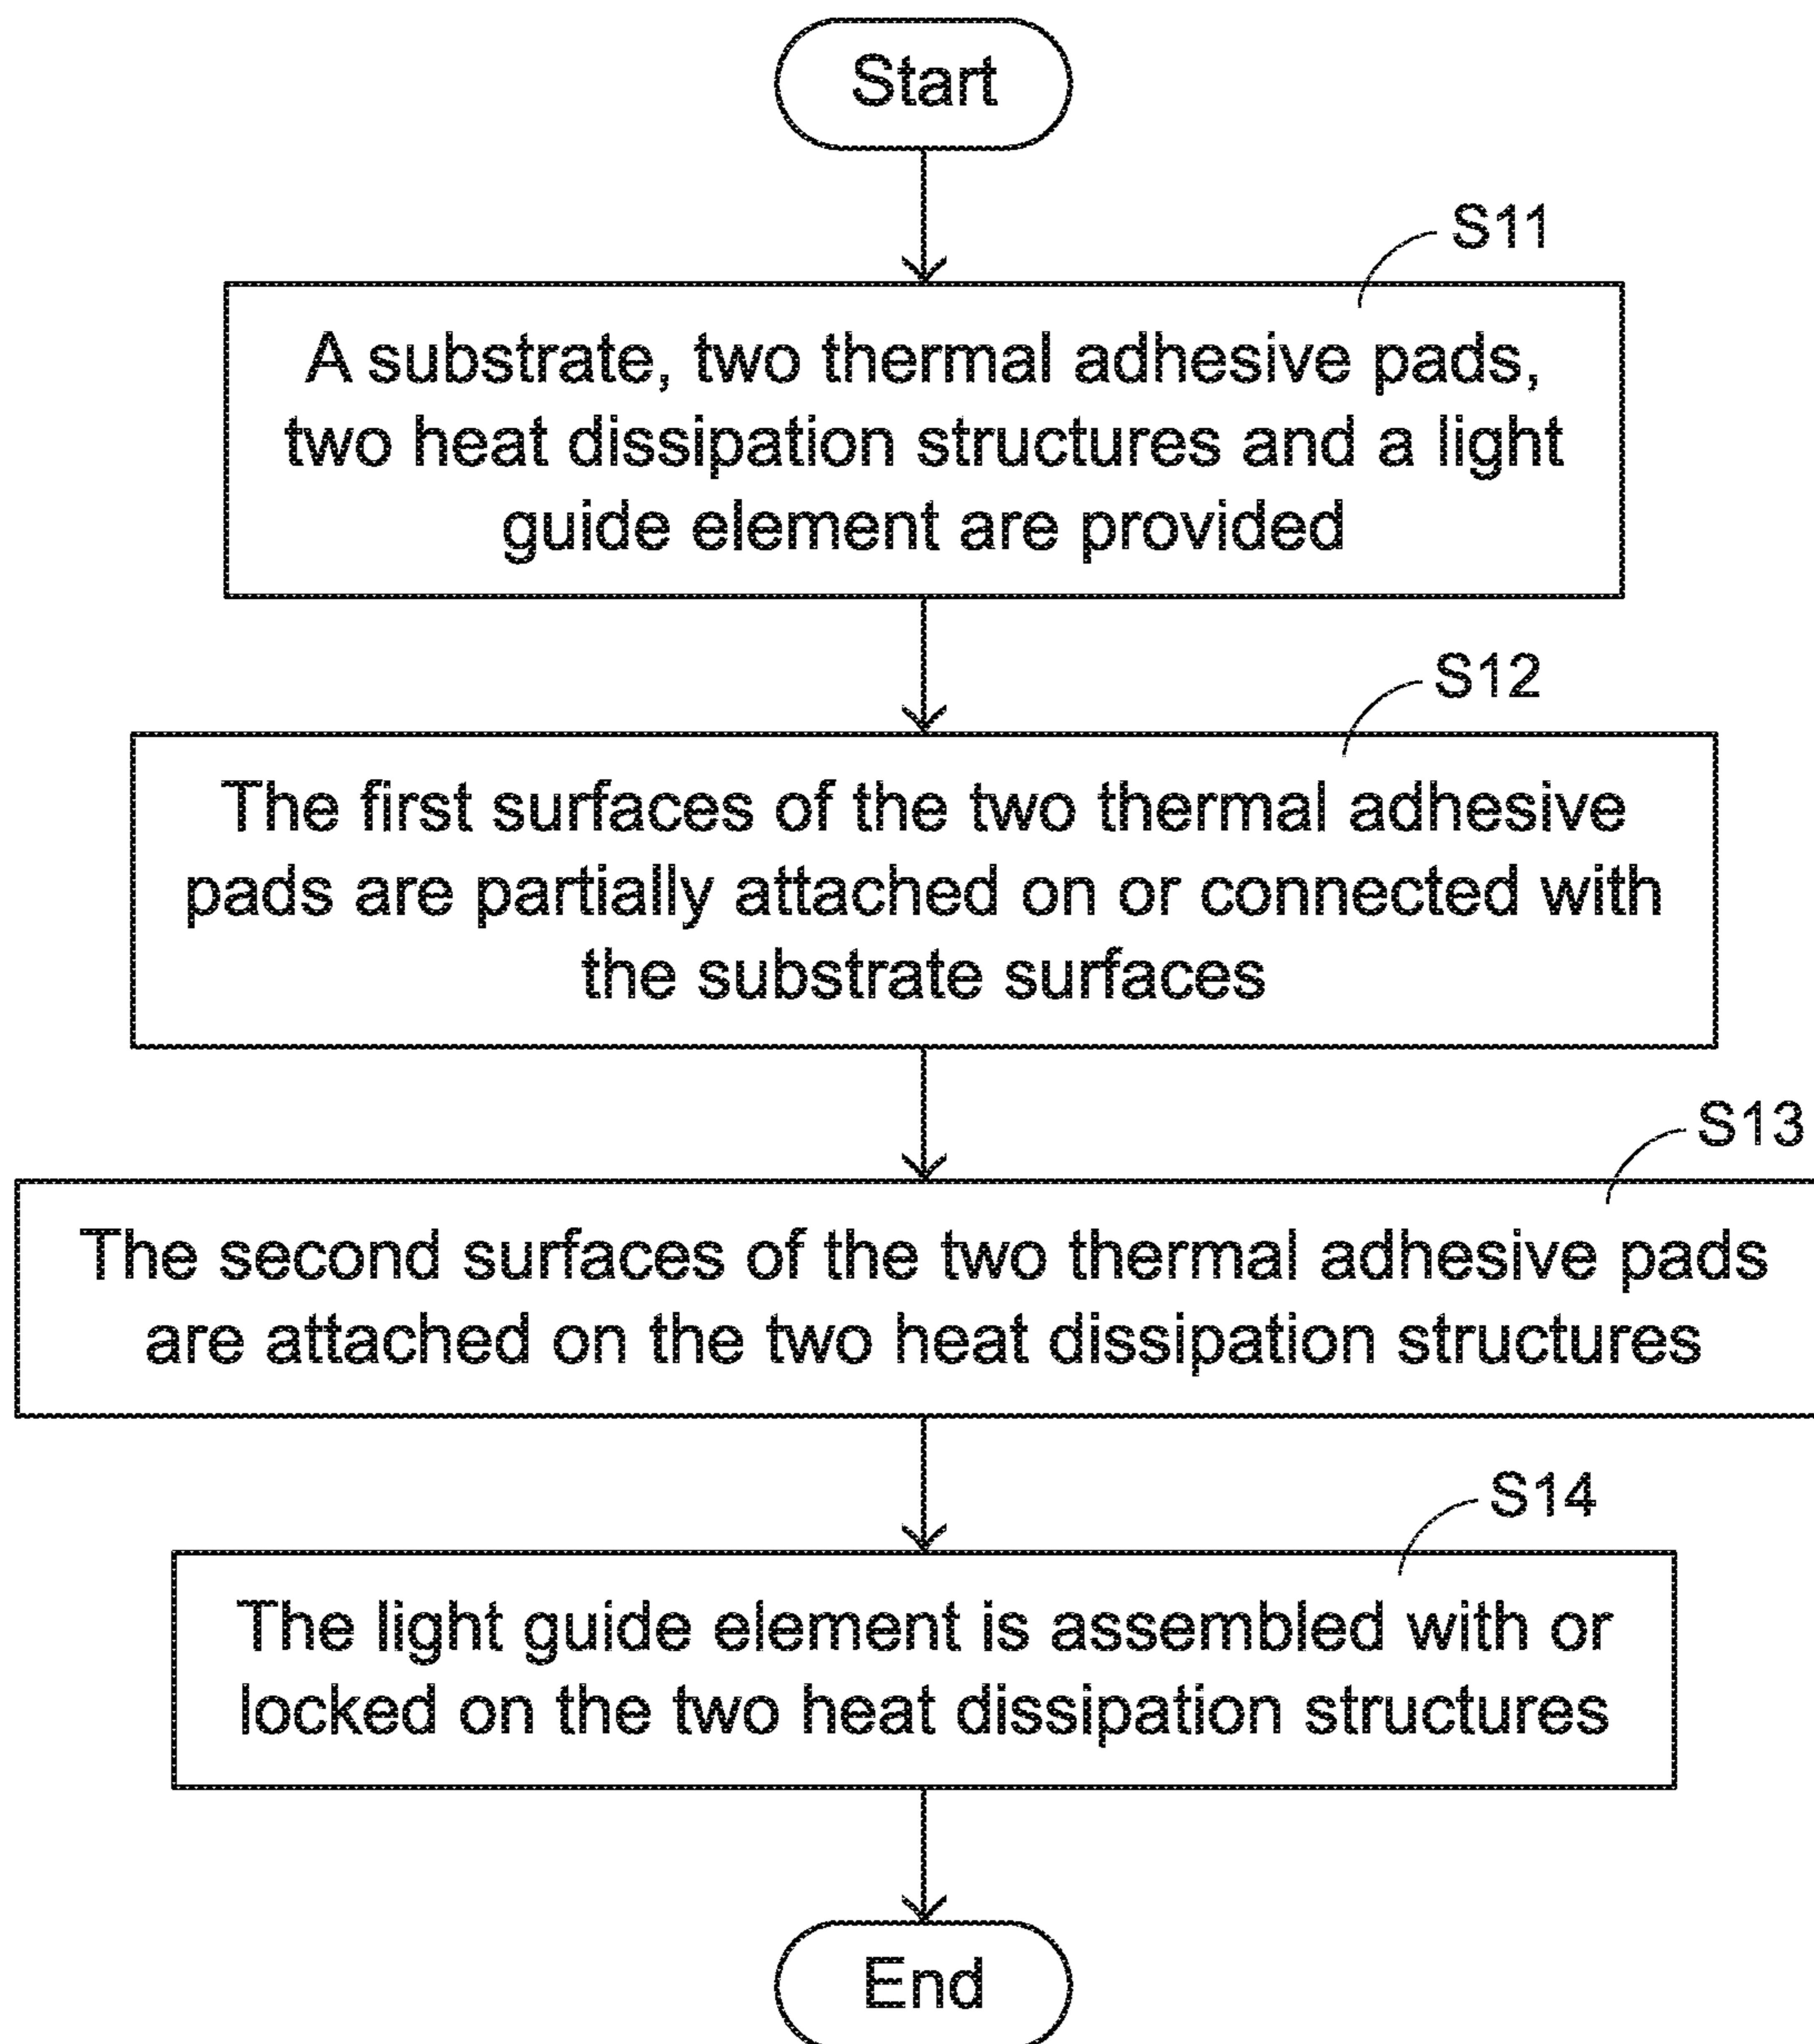 Start
S11
A substrate, two thermal adhesive pads,
two heat dissipation structures and a light
guide element are provided
S12
The first surfaces of the two thermal adhesive
pads are partially attached on or connected with
the substrate surfaces
S13
The second surfaces of the two thermal adhesive pads
are attached on the two heat dissipation structures
S14
The light guide element is assembled with or
locked on the two heat dissipation structures
End